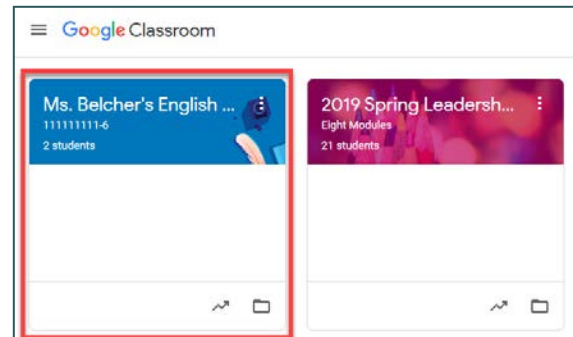 Google Classroom
Ms. Belcher's English ...
111111111-6
2 students
2019 Spring Leadersh...
Eight Modules
21 students